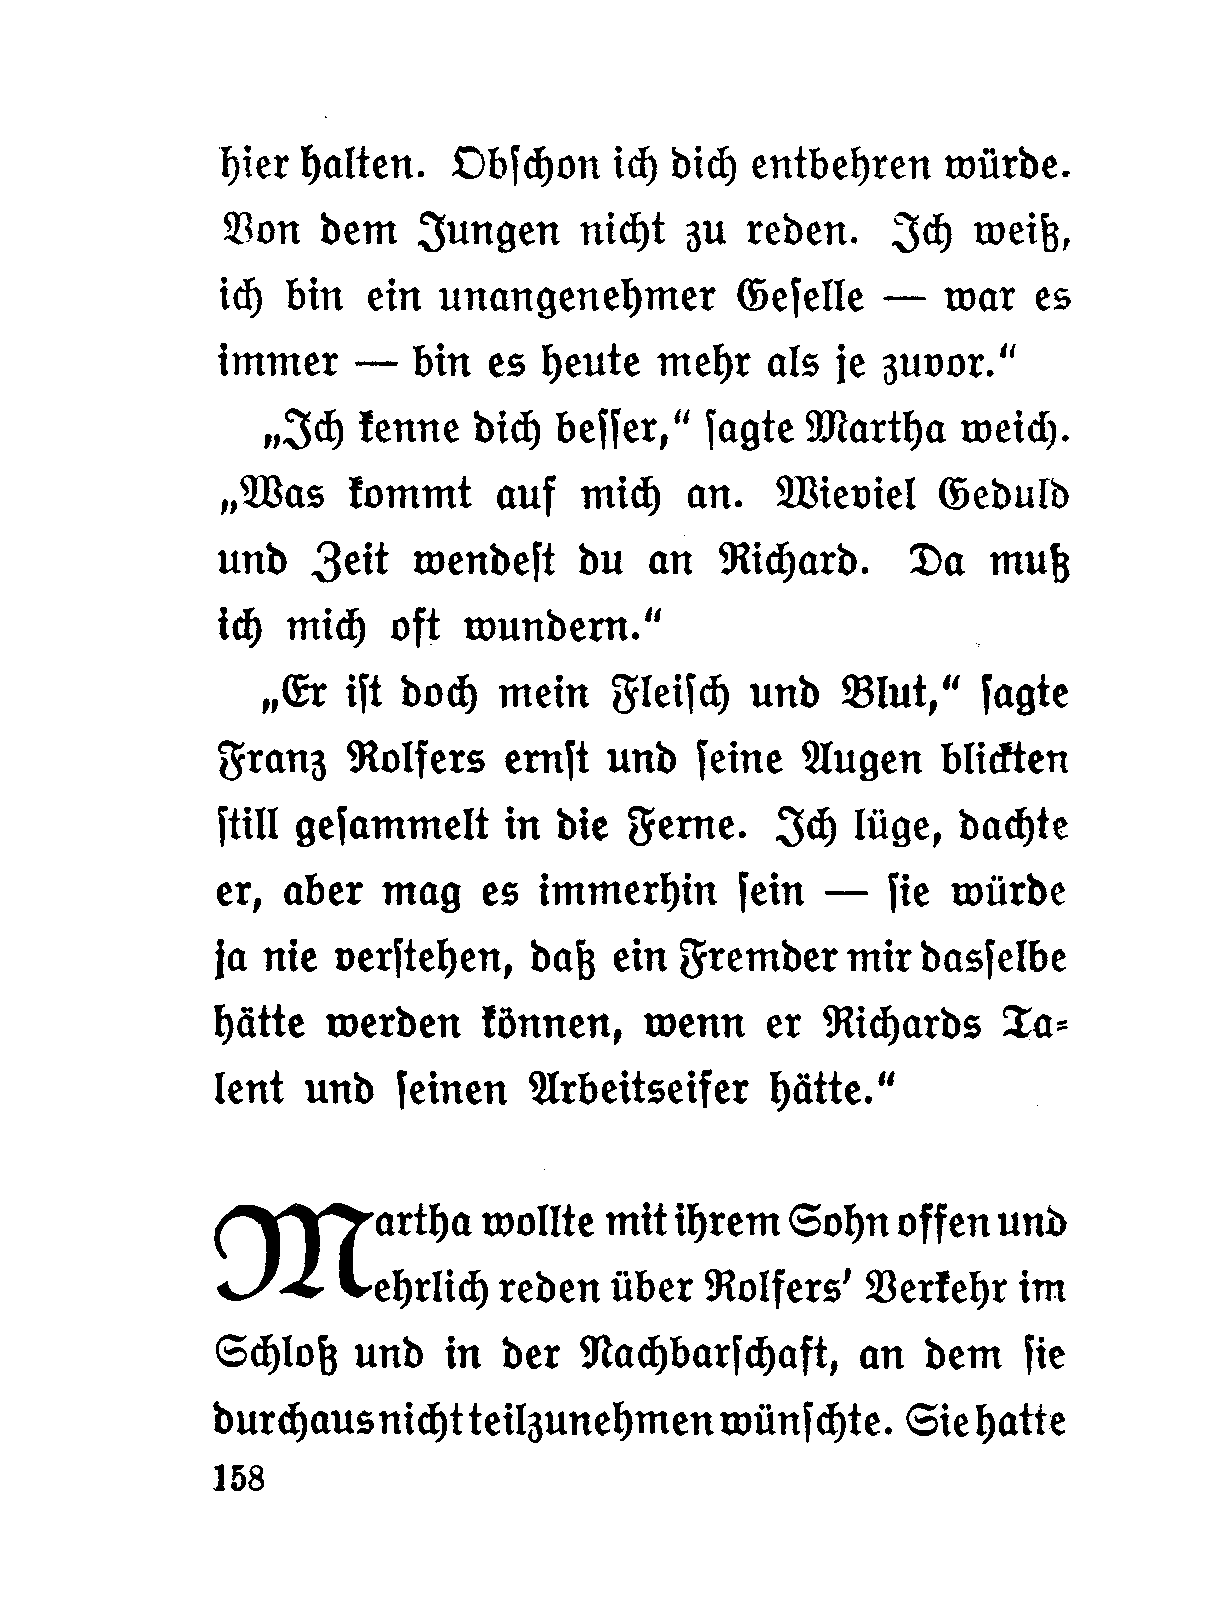 hier halten. Obſchon ich dich entbehren würde.
Von dem Jungen nicht zu reden. Ich weiß,
ich bin ein unangenehmer Geſelle — war es
immer — bin es heute mehr als je zuvor.“
„Ich kenne dich beſſer,“ ſagte Martha weich.
„Was kommt auf mich an. Wieviel Geduld
und Zeit wendeſt du an Richard. Da muß
ich mich oft wundern.“
„Er iſt doch mein Fleiſch und Blut,“ ſagte
Franz Rolfers ernſt und ſeine Augen blickten
ſtill geſammelt in die Ferne. Ich lüge, dachte
er, aber mag es immerhin ſein — ſie würde
ja nie verſtehen, daß ein Fremder mir dasſelbe
hätte werden können, wenn er Richards Ta⸗
lent und ſeinen Arbeitseifer hätte.“
Martha wollte mit ihrem Sohn offen und
ehrlich reden über Rolfers’ Verkehr im
Schloß und in der Nachbarſchaft, an dem ſie
durchaus nicht teilzunehmen wünſchte. Sie hatte
158